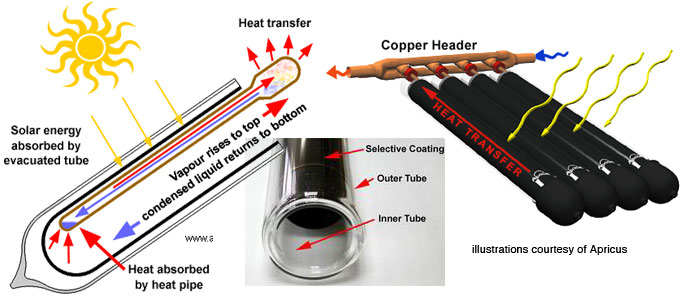 Heat transfer
Solar energy
absorbed by
evacuated tube
Vapour rises to top
condensed liquid returns to bottom
www.a
Heat absorbed
by heat pipe
Selective Coating
Outer Tube
Inner Tube
Copper Header
HEAT TRANSFER
illustrations courtesy of Apricus